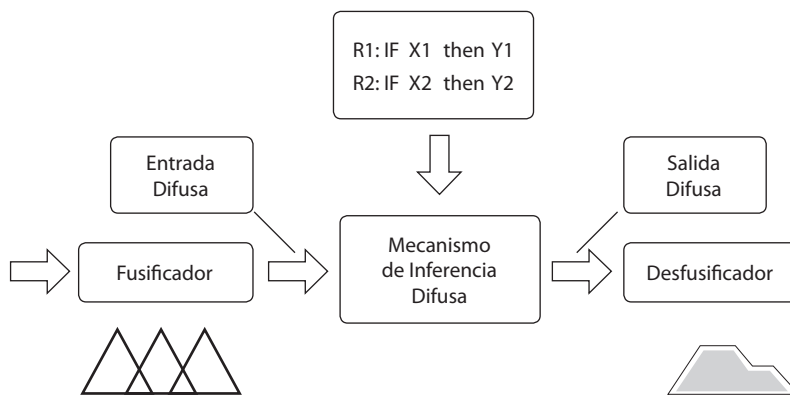 R1: IF X1 then Y1
R2: IF X2 then Y2
Entrada
Difusa
Salida
Difusa
Fusificador
Mecanismo
de Inferencia
Difusa
Desfusificador